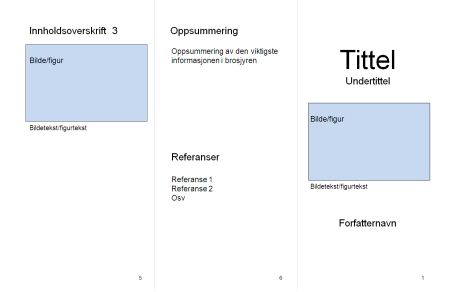 Innholdsoverskrift 3
Bilde/figur
Bildetekst/figurtekst
5
Oppsummering
Oppsummering av den viktigste
informasjonen i brosjyren
Referanser
Referanse 1
Referanse 2
Osv
6
Tittel
Undertittel
Bilde/figur
Bildetekst/figurtekst
Forfatternavn
1